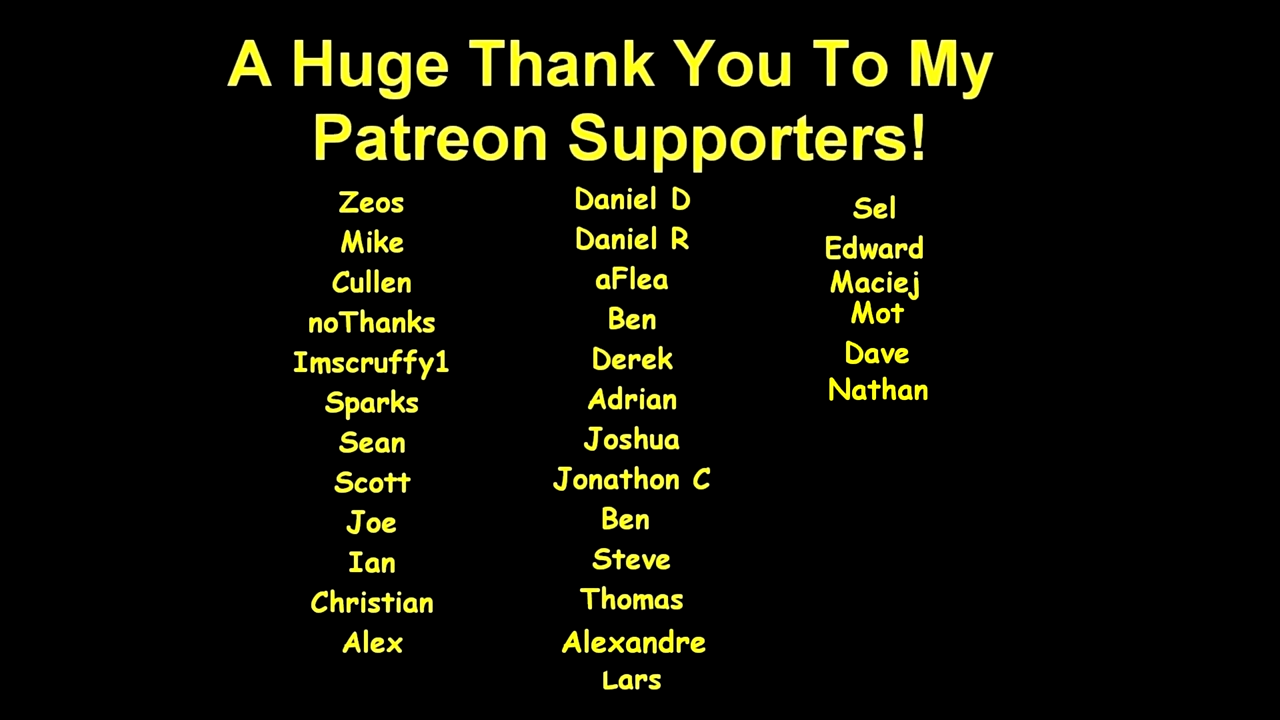 A Huge Thank You To My
Patreon Supporters!
Zeos
Mike
Cullen
noThanks
Imscruffy1
Sparks
Sean
Scott
Joe
Ian
Christian
Alex
Daniel D
Daniel R
aFlea
Ben
Derek
Adrian
Joshua
Jonathon C
Ben
Steve
Thomas
Alexandre
Lars
Sel
Edward
Maciej
Mot
Dave
Nathan